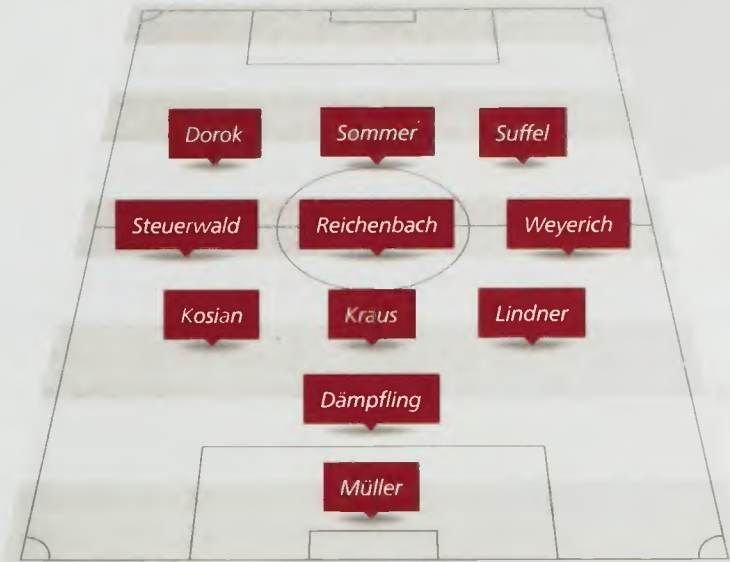 Dorok Sommer Suffel
Steuerwald Reichenbach Weyerich
Kosian Kraus Lindner
Dämpfling
Müller